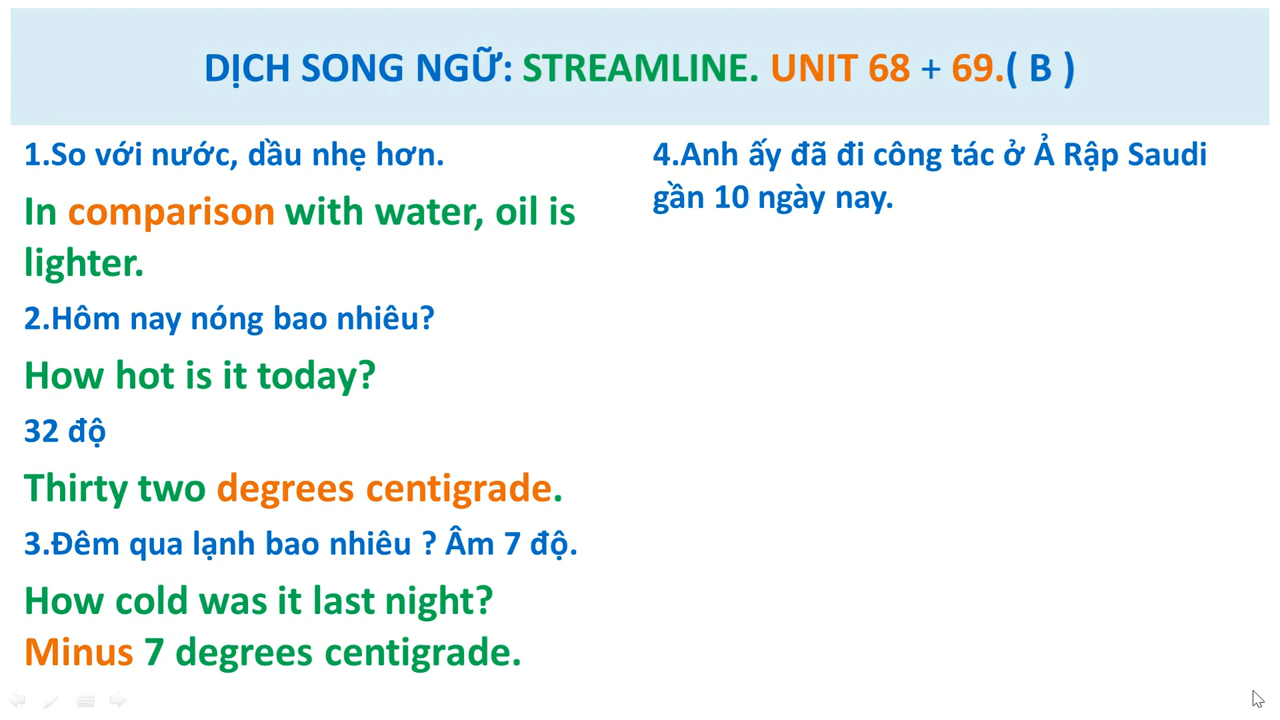 DỊCH SONG NGỮ: STREAMLINE. UNIT 68 + 69.( B )
1.So với nước, dầu nhẹ hơn.
In comparison with water, oil is
lighter.
2.Hôm nay nóng bao nhiêu?
How hot is it today?
32 độ
Thirty two degrees centigrade.
3.Đêm qua lạnh bao nhiêu ? Âm 7 độ.
How cold was it last night?
Minus 7 degrees centigrade.
4.Anh ấy đã đi công tác ở Ả Rập Saudi
gần 10 ngày nay.